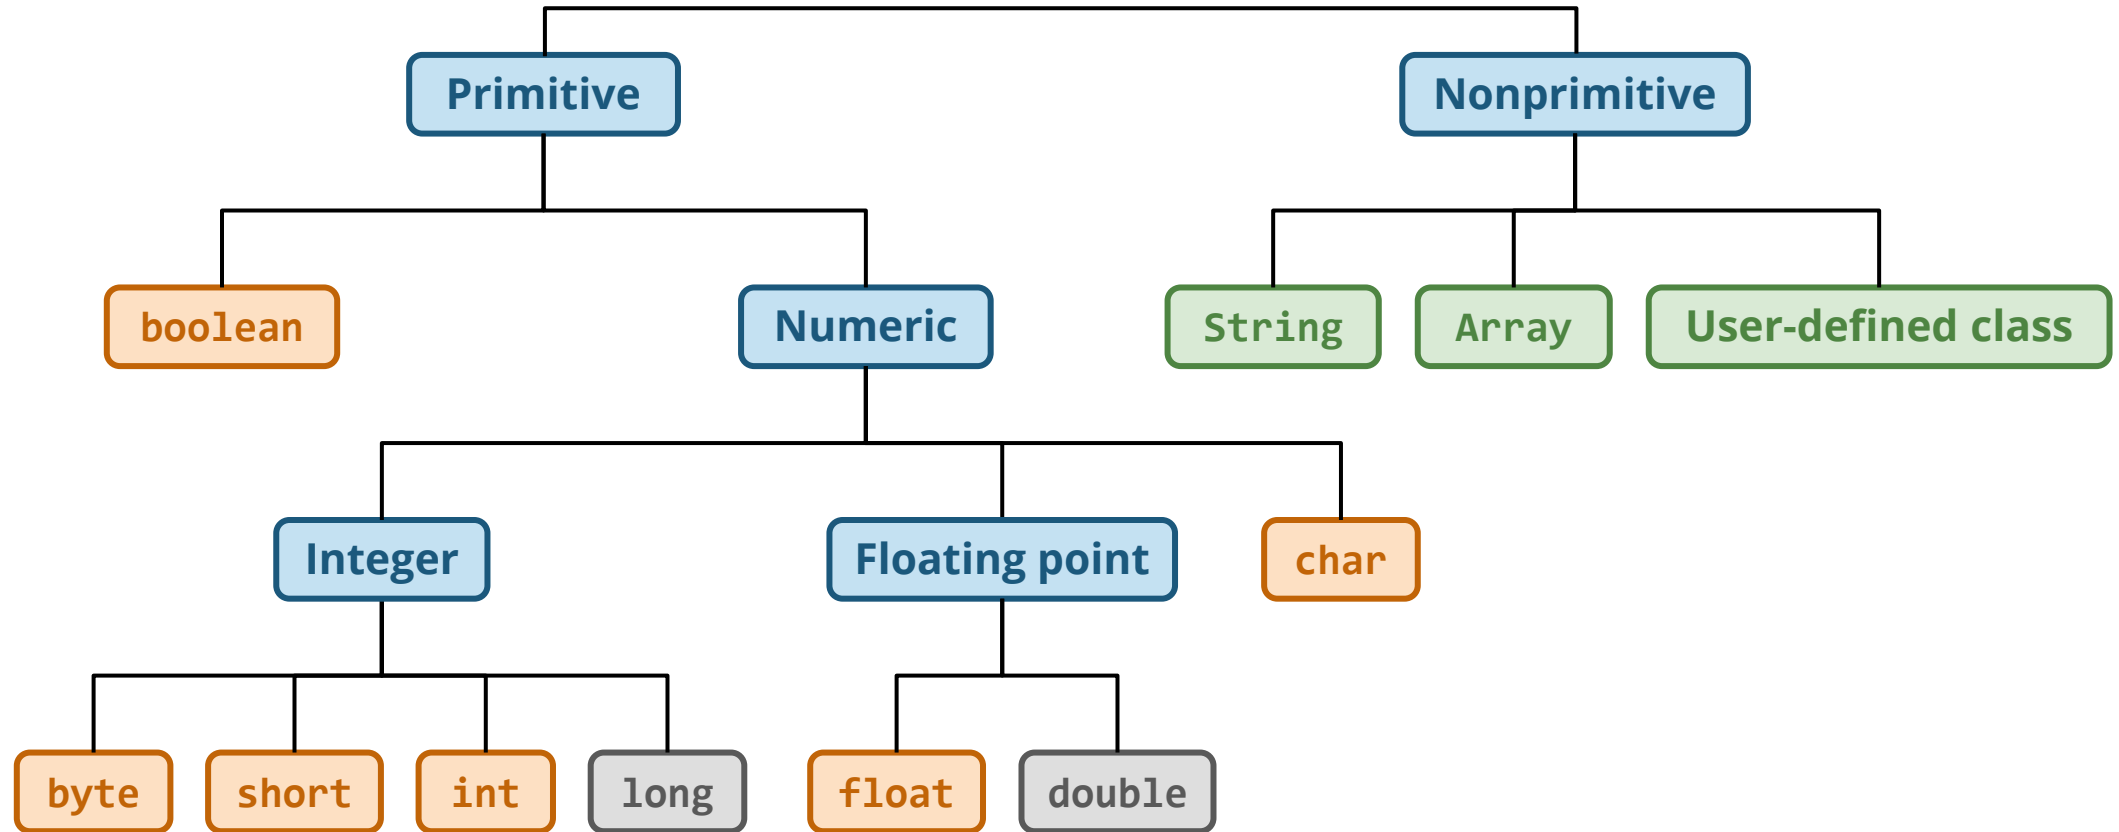 Primitive
Nonprimitive
boolean
Numeric
String
Array
User-defined class
Integer
Floating point
char
byte
short
int
long
float
double